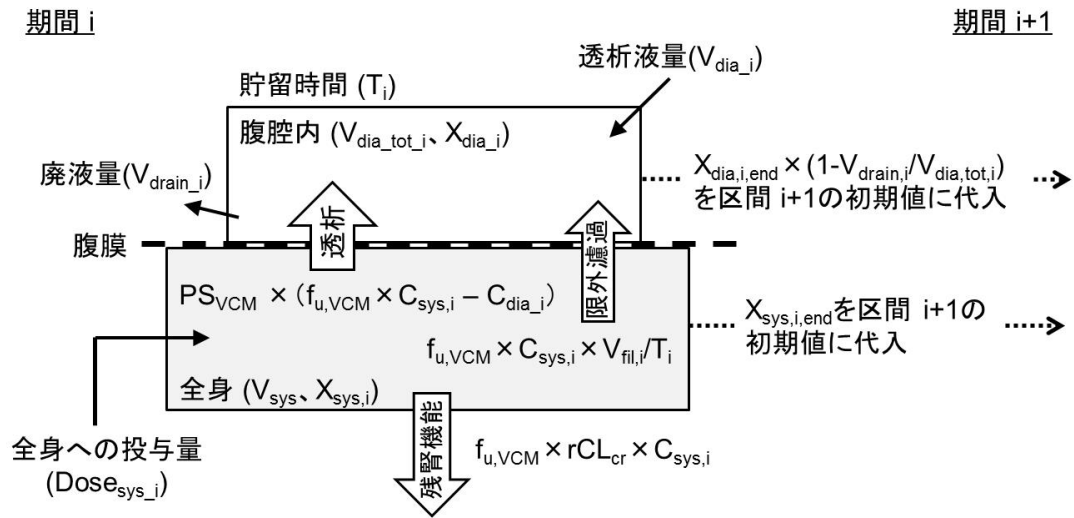 期間 i
期間 i+1
透析液量(V_dia_i)
貯留時間 (T_i)
腹腔内 (V_dia_tot_i、X_dia_i)
廃液量(V_drain_i)
X_dia,i,end × (1-V_drain,i/V_dia,tot,i)
を区間 i+1の初期値に代入
透析
限外濾過
腹膜
PS_VCM ×（f_u,VCM × C_sys,i – C_dia_i）
f_u,VCM × C_sys,i × V_fil,i/T_i
X_sys,i,endを区間 i+1の
初期値に代入
全身 (V_sys、X_sys,i)
全身への投与量
(Dose_sys_i)
残腎機能
f_u,VCM × rCL_cr × C_sys,i